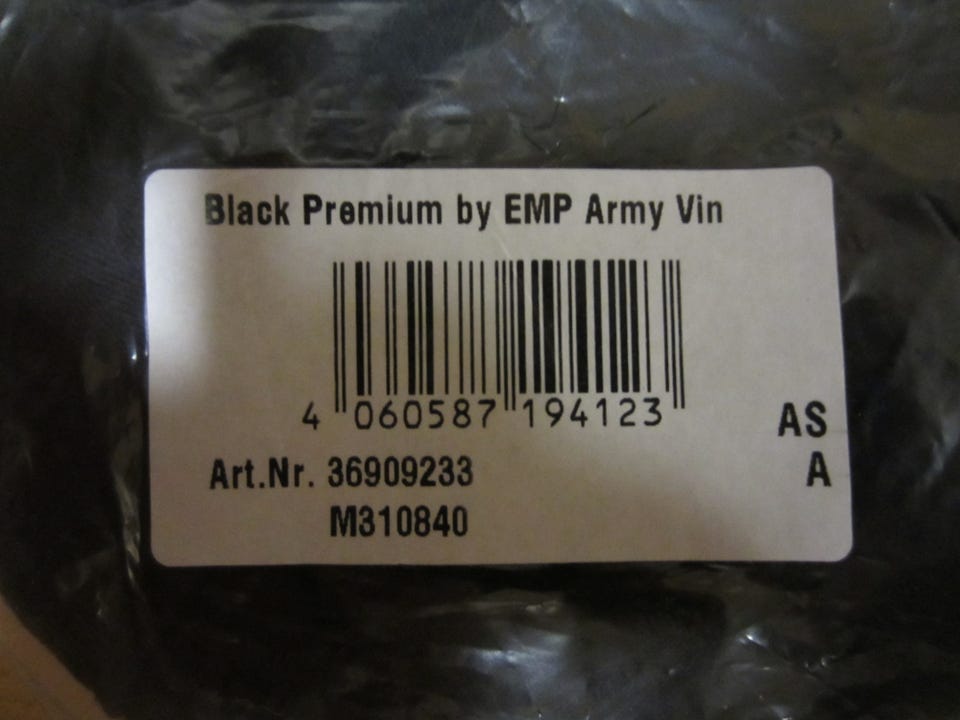 Black Premium by EMP Army Vin
4 060587 194123
AS
Art.Nr. 36909233
A
M310840